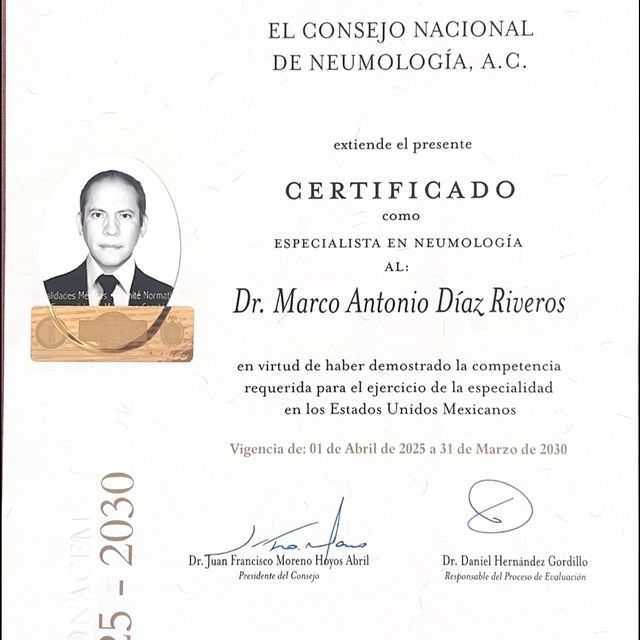 EL CONSEJO NACIONAL
DE NEUMOLOGÍA, A.C.
extiende el presente
CERTIFICADO
como
ESPECIALISTA EN NEUMOLOGÍA
AL:
Dr. Marco Antonio Díaz Riveros
en virtud de haber demostrado la competencia
requerida para el ejercicio de la especialidad
en los Estados Unidos Mexicanos
Vigencia de: 01 de Abril de 2025 a 31 de Marzo de 2030
Dr. Juan Francisco Moreno Hoyos Abril
Presidente del Consejo
Dr. Daniel Hernández Gordillo
Responsable del Proceso de Evaluación
25 - 2030